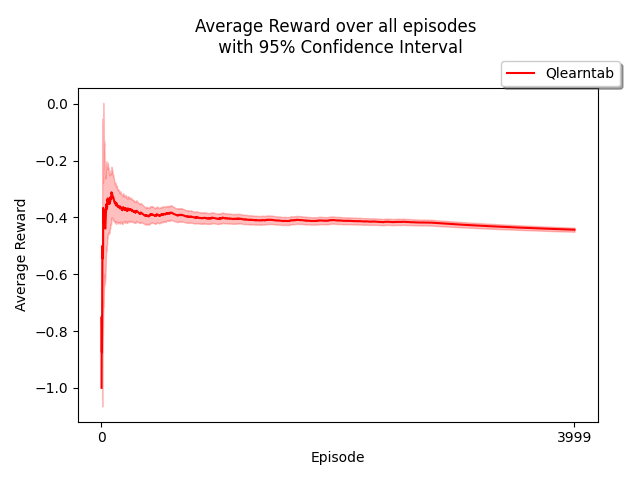 Average Reward over all episodes
with 95% Confidence Interval
Qlearntab
0.0
−0.2
−0.4
−0.6
−0.8
−1.0
Average Reward
0
3999
Episode